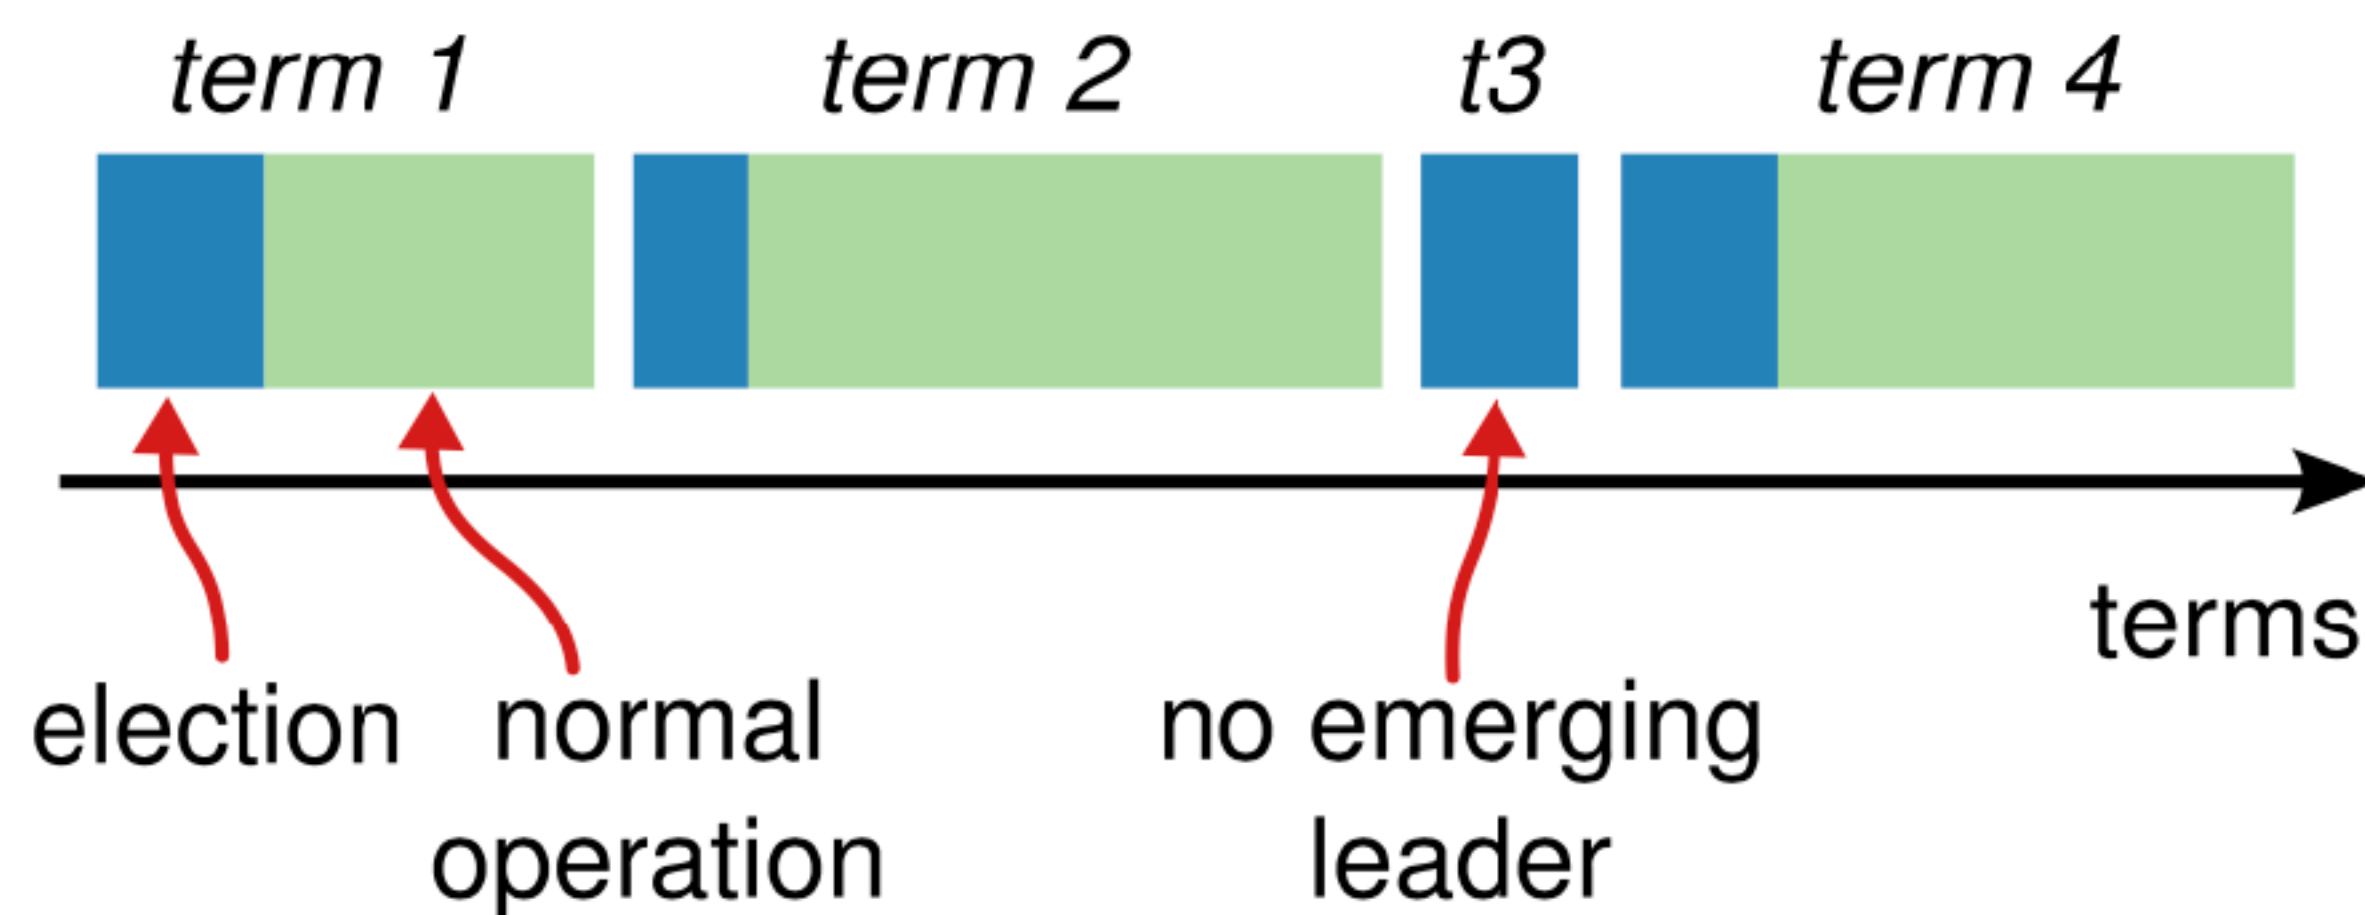 term 1
term 2
t3
term 4
terms
election
normal
operation
no emerging
leader